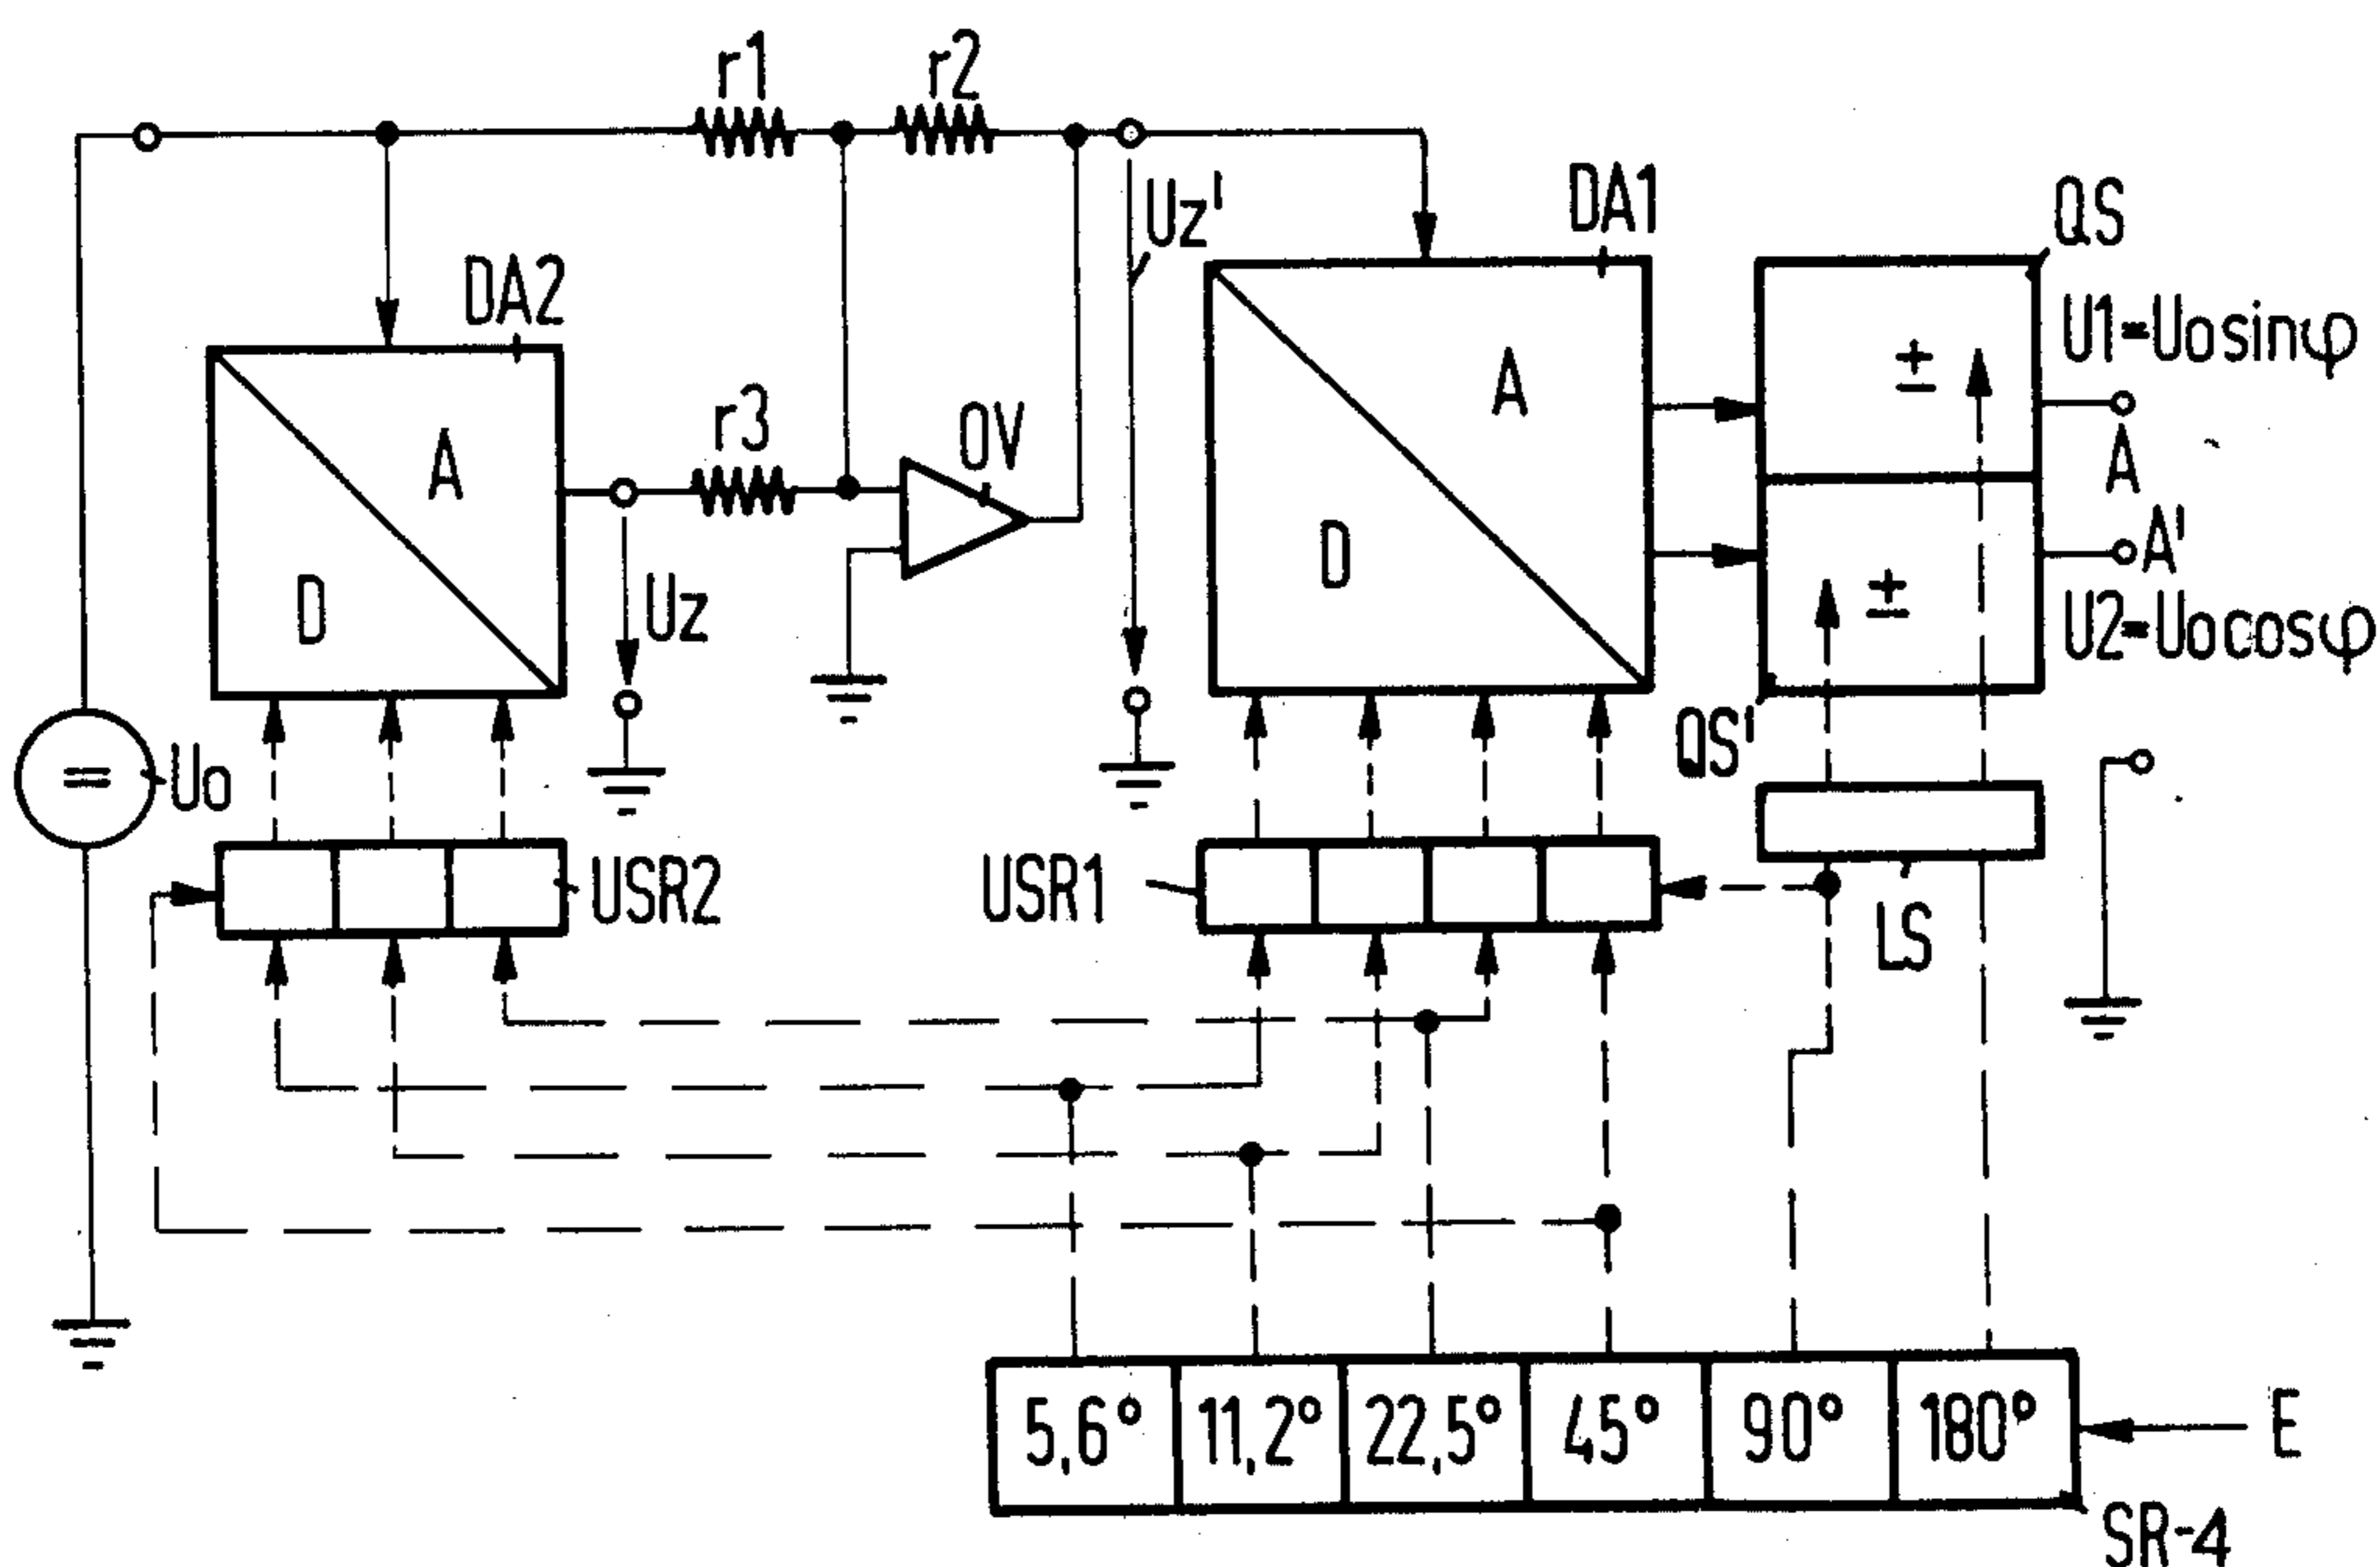 r1
r2
Uz'
DA1
QS
DA2
A
D
r3
OV
Uz
A
D
±
±
U1=Uosinφ
A
A'
U2=Uocosφ
QS'
=
Uo
USR2
USR1
LS
5,6° 11,2° 22,5° 45° 90° 180°
E
SR-4